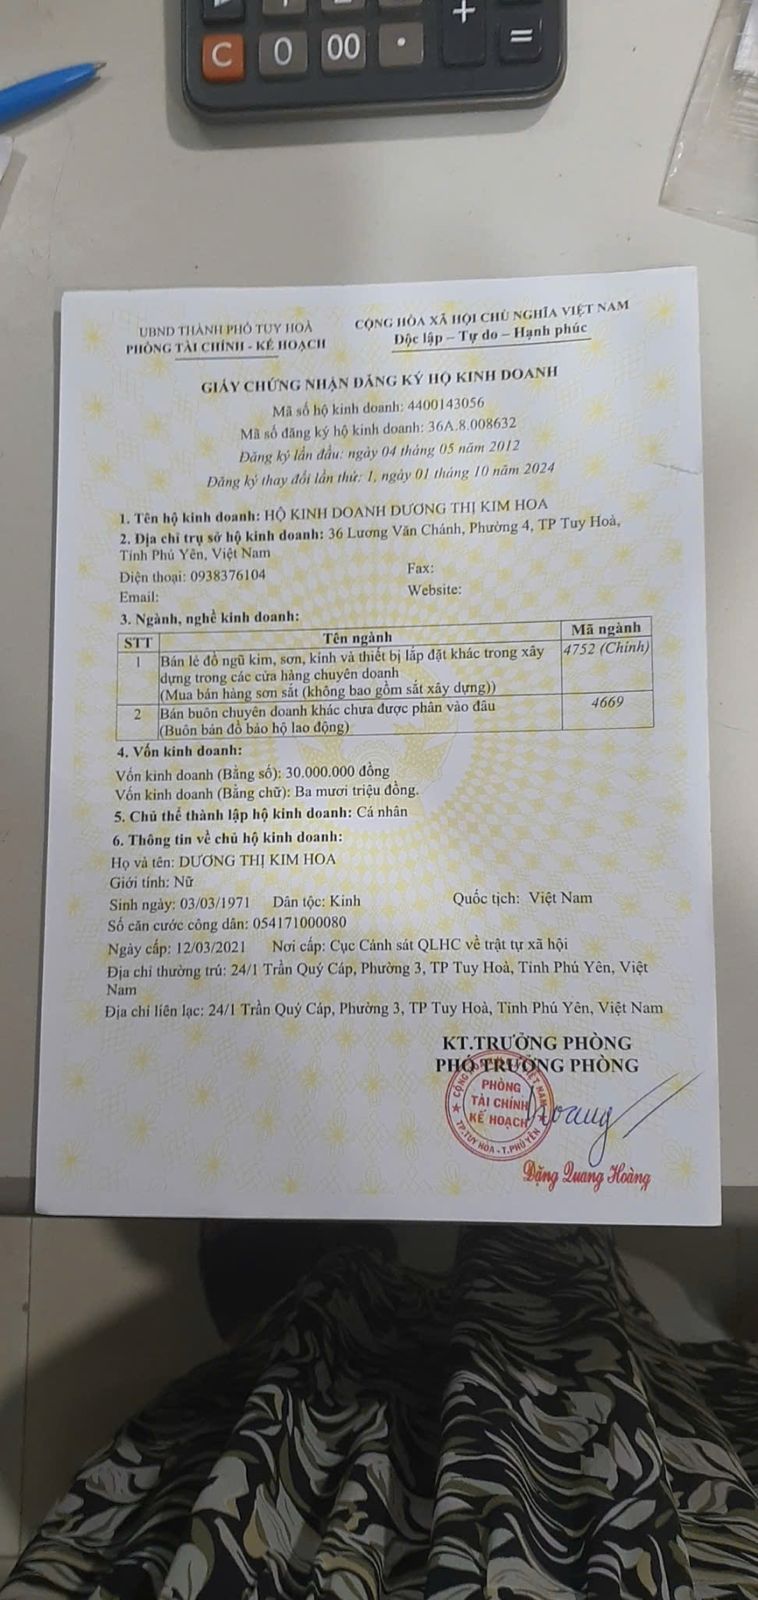 C 0 00 . + =
UBND THÀNH PHỐ TUY HOÀ
PHÒNG TÀI CHÍNH - KẾ HOẠCH
CỘNG HÒA XÃ HỘI CHỦ NGHĨA VIỆT NAM
Độc lập – Tự do – Hạnh phúc
GIẤY CHỨNG NHẬN ĐĂNG KÝ HỘ KINH DOANH
Mã số hộ kinh doanh: 4400143056
Mã số đăng ký hộ kinh doanh: 36A.8.008632
Đăng ký lần đầu: ngày 04 tháng 05 năm 2012
Đăng ký thay đổi lần thứ: 1, ngày 01 tháng 10 năm 2024
1. Tên hộ kinh doanh: HỘ KINH DOANH DƯƠNG THỊ KIM HOA
2. Địa chỉ trụ sở hộ kinh doanh: 36 Lương Văn Chánh, Phường 4, TP Tuy Hoà,
Tỉnh Phú Yên, Việt Nam
Điện thoại: 0938376104 Fax:
Email: Website:
3. Ngành, nghề kinh doanh:
STT Tên ngành Mã ngành
1 Bán lẻ đồ ngũ kim, sơn, kính và thiết bị lắp đặt khác trong xây 4752 (Chính)
dựng trong các cửa hàng chuyên doanh
(Mua bán hàng sơn sắt (không bao gồm sắt xây dựng))
2 Bán buôn chuyên doanh khác chưa được phân vào đâu 4669
(Buôn bán đồ bảo hộ lao động)
4. Vốn kinh doanh:
Vốn kinh doanh (Bằng số): 30.000.000 đồng
Vốn kinh doanh (Bằng chữ): Ba mươi triệu đồng.
5. Chủ thể thành lập hộ kinh doanh: Cá nhân
6. Thông tin về chủ hộ kinh doanh:
Họ và tên: DƯƠNG THỊ KIM HOA
Giới tính: Nữ
Sinh ngày: 03/03/1971 Dân tộc: Kinh Quốc tịch: Việt Nam
Số căn cước công dân: 054171000080
Ngày cấp: 12/03/2021 Nơi cấp: Cục Cảnh sát QLHC về trật tự xã hội
Địa chỉ thường trú: 24/1 Trần Quý Cáp, Phường 3, TP Tuy Hoà, Tỉnh Phú Yên, Việt
Nam
Địa chỉ liên lạc: 24/1 Trần Quý Cáp, Phường 3, TP Tuy Hoà, Tỉnh Phú Yên, Việt Nam
KT.TRƯỞNG PHÒNG
PHÓ TRƯỞNG PHÒNG
PHÒNG
TÀI CHÍNH
KẾ HOẠCH
TP.TUY HÒA - T.PHÚ YÊN
Đặng Quang Hoàng